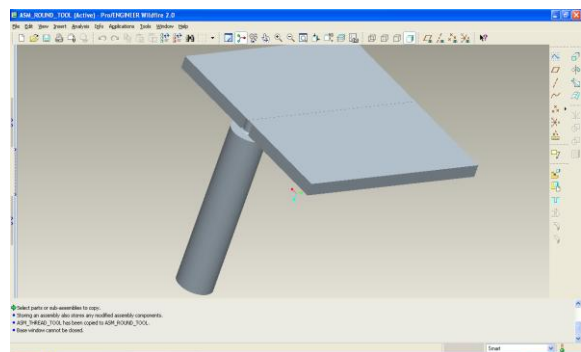 ASM_ROUND_TOOL (Active) - Pro/ENGINEER Wildfire 2.0
File Edit View Insert Analysis Info Applications Tools Window Help
Select parts or sub-assemblies to copy.
Storing an assembly also stores any modified assembly components.
ASM_THREAD_TOOL has been copied to ASM_ROUND_TOOL.
Base window cannot be closed.
Smart